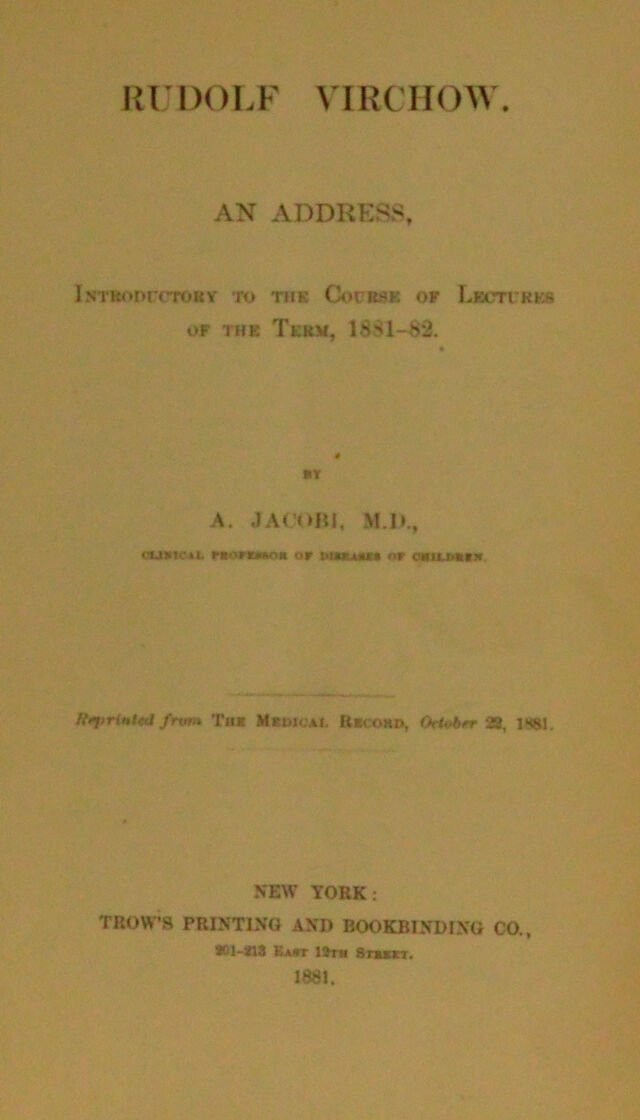 RUDOLF VIRCHOW.
AN ADDRESS,
INTRODUCTORY TO THE COURSE OF LECTURES
OF THE TERM, 1881-82.
BY
A. JACOBI, M.D.,
CLINICAL PROFESSOR OF DISEASES OF CHILDREN.
Reprinted from THE MEDICAL RECORD, October 22, 1881.
NEW YORK:
TROW'S PRINTING AND BOOKBINDING CO.,
201-213 EAST 12TH STREET.
1881.